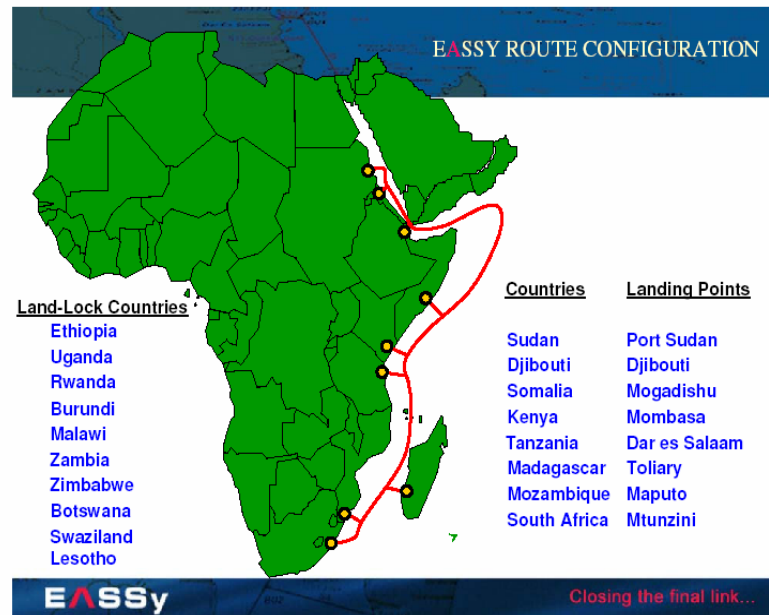 EASSY ROUTE CONFIGURATION
Land-Lock Countries
Ethiopia
Uganda
Rwanda
Burundi
Malawi
Zambia
Zimbabwe
Botswana
Swaziland
Lesotho
Countries Landing Points
Sudan Port Sudan
Djibouti Djibouti
Somalia Mogadishu
Kenya Mombasa
Tanzania Dar es Salaam
Madagascar Toliary
Mozambique Maputo
South Africa Mtunzini
EASSy
Closing the final link...